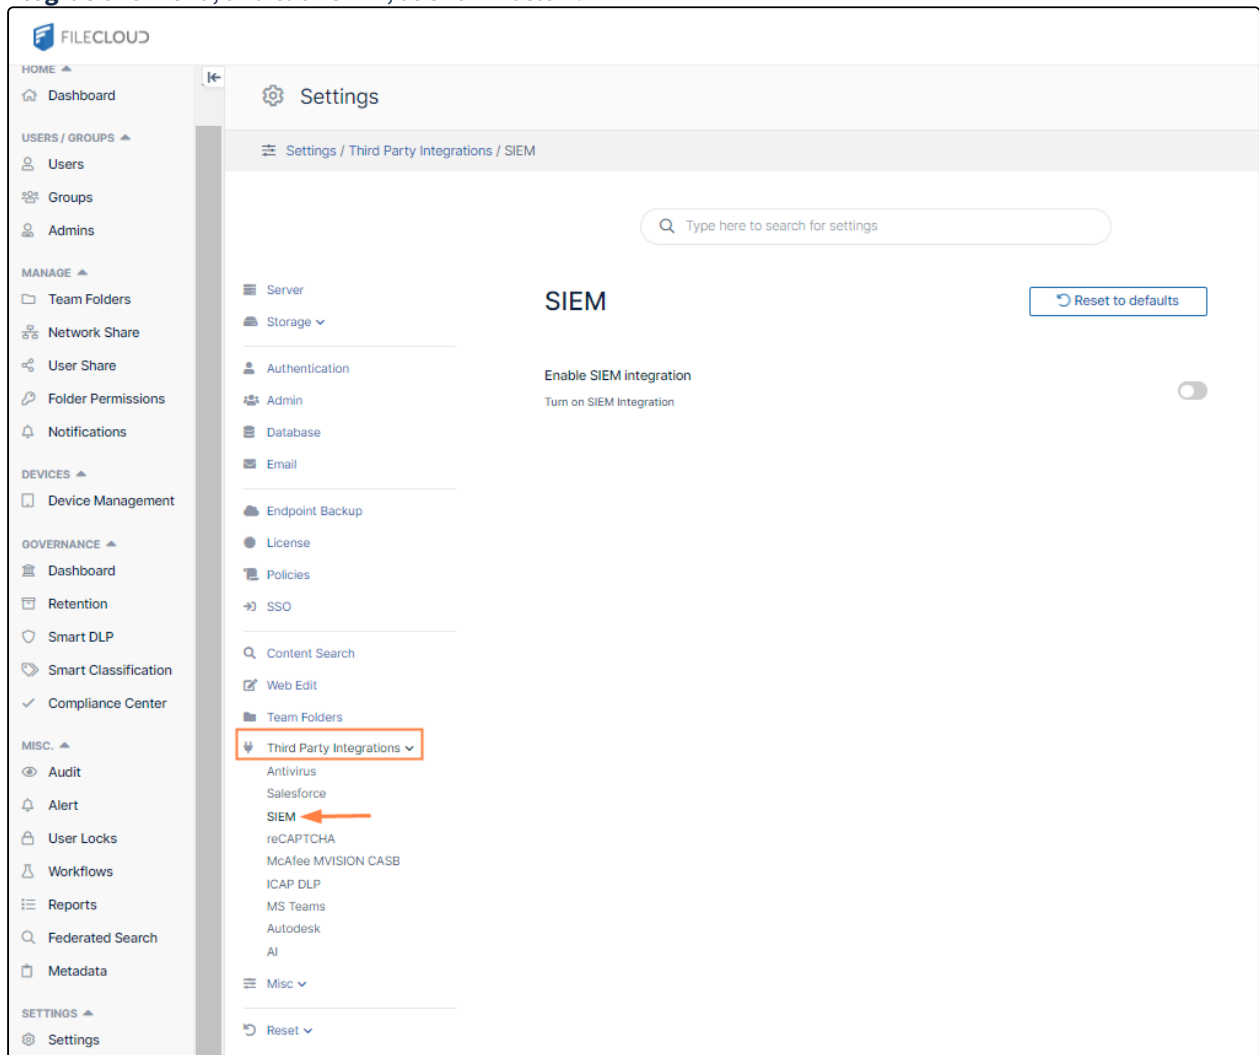 FILECLOUD
HOME
Dashboard
USERS / GROUPS
Users
Groups
Admins
MANAGE
Team Folders
Network Share
User Share
Folder Permissions
Notifications
DEVICES
Device Management
GOVERNANCE
Dashboard
Retention
Smart DLP
Smart Classification
Compliance Center
MISC.
Audit
Alert
User Locks
Workflows
Reports
Federated Search
Metadata
SETTINGS
Settings
Settings
Settings / Third Party Integrations / SIEM
Type here to search for settings
Server
Storage
Authentication
Admin
Database
Email
Endpoint Backup
License
Policies
SSO
Content Search
Web Edit
Team Folders
Third Party Integrations
Antivirus
Salesforce
SIEM
reCAPTCHA
McAfee MVISION CASB
ICAP DLP
MS Teams
Autodesk
AI
Misc
Reset
SIEM
Reset to defaults
Enable SIEM integration
Turn on SIEM Integration